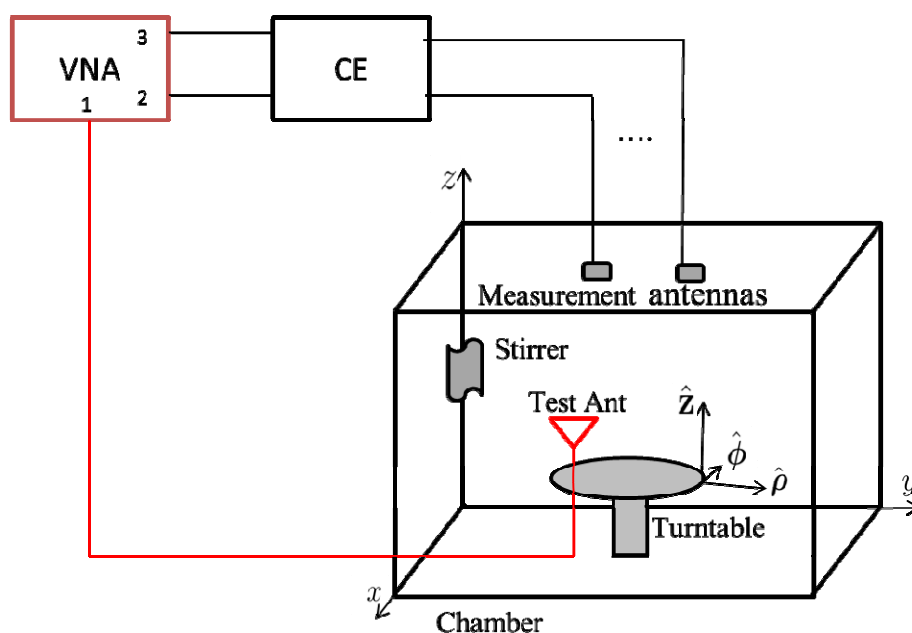 3
VNA
CE
1
2
....
z
Measurement antennas
Stirrer
Test Ant
ẑ
ϕ̂
ρ̂
y
Turntable
x
Chamber